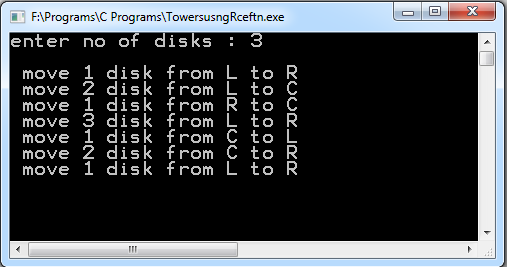 F:\Programs\C Programs\TowersusngRceftn.exe
enter no of disks : 3
move 1 disk from L to R
move 2 disk from L to C
move 1 disk from R to C
move 3 disk from L to R
move 1 disk from C to L
move 2 disk from C to R
move 1 disk from L to R